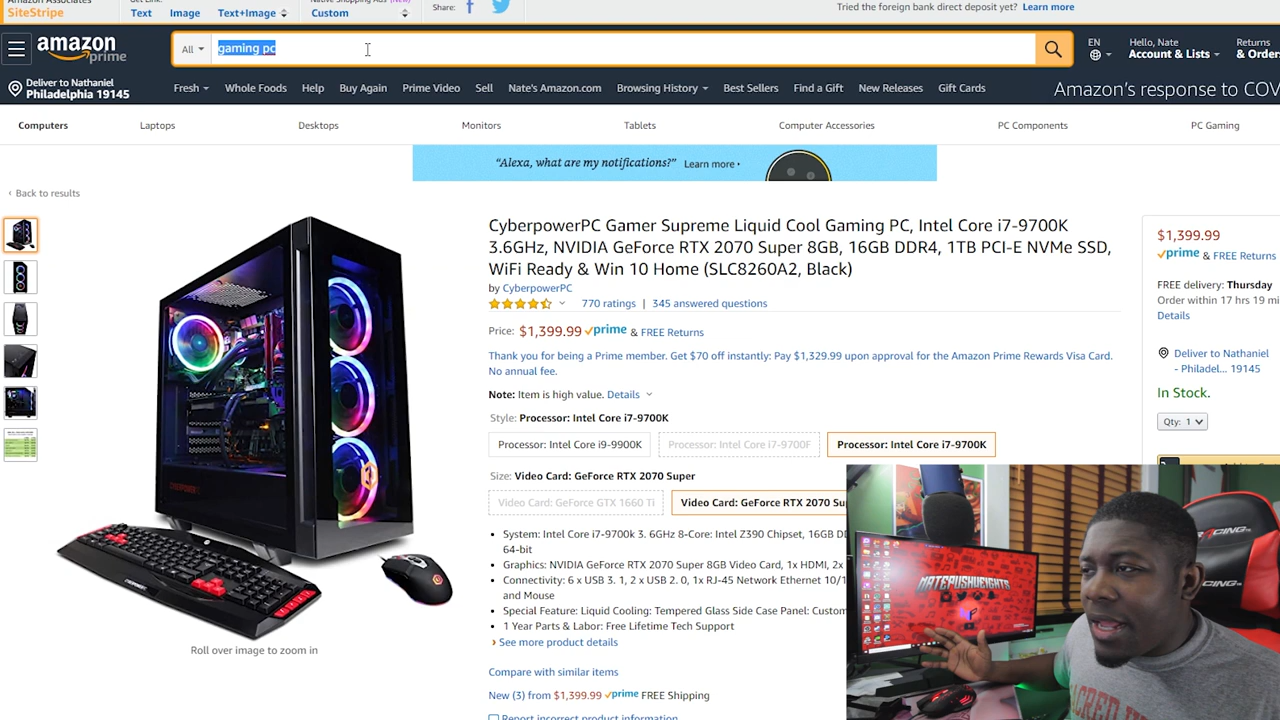 Amazon Associates
SiteStripe
Get Link:
Text
Image
Text+Image
Native Shopping Ads (NEW)
Custom
Share:
Tried the foreign bank direct deposit yet? Learn more
amazon
prime
All
gaming pc
EN
Hello, Nate
Account & Lists
Returns
Deliver to Nathaniel
Philadelphia 19145
Fresh
Whole Foods
Help
Buy Again
Prime Video
Sell
Nate's Amazon.com
Browsing History
Best Sellers
Find a Gift
New Releases
Gift Cards
Amazon's response to COV
Computers
Laptops
Desktops
Monitors
Tablets
Computer Accessories
PC Components
PC Gaming
“Alexa, what are my notifications?” Learn more ›
‹ Back to results
CyberpowerPC Gamer Supreme Liquid Cool Gaming PC, Intel Core i7-9700K
3.6GHz, NVIDIA GeForce RTX 2070 Super 8GB, 16GB DDR4, 1TB PCI-E NVMe SSD,
WiFi Ready & Win 10 Home (SLC8260A2, Black)
by CyberpowerPC
770 ratings | 345 answered questions
Price: $1,399.99 prime & FREE Returns
Thank you for being a Prime member. Get $70 off instantly: Pay $1,329.99 upon approval for the Amazon Prime Rewards Visa Card.
No annual fee.
Note: Item is high value. Details
Style: Processor: Intel Core i7-9700K
Processor: Intel Core i9-9900K
Processor: Intel Core i7-9700F
Processor: Intel Core i7-9700K
Size: Video Card: GeForce RTX 2070 Super
Video Card: GeForce GTX 1660 Ti
Video Card: GeForce RTX 2070 Su
• System: Intel Core i7-9700k 3. 6GHz 8-Core: Intel Z390 Chipset, 16GB DD
64-bit
• Graphics: NVIDIA GeForce RTX 2070 Super 8GB Video Card, 1x HDMI, 2x
• Connectivity: 6 x USB 3. 1, 2 x USB 2. 0, 1x RJ-45 Network Ethernet 10/1
and Mouse
• Special Feature: Liquid Cooling: Tempered Glass Side Case Panel: Custom
• 1 Year Parts & Labor: Free Lifetime Tech Support
› See more product details
Compare with similar items
New (3) from $1,399.99 prime FREE Shipping
Report incorrect product information
Roll over image to zoom in
$1,399.99
prime & FREE Returns
FREE delivery: Thursday
Order within 17 hrs 19 mi
Details
Deliver to Nathaniel
- Philadel... 19145
In Stock.
Qty: 1